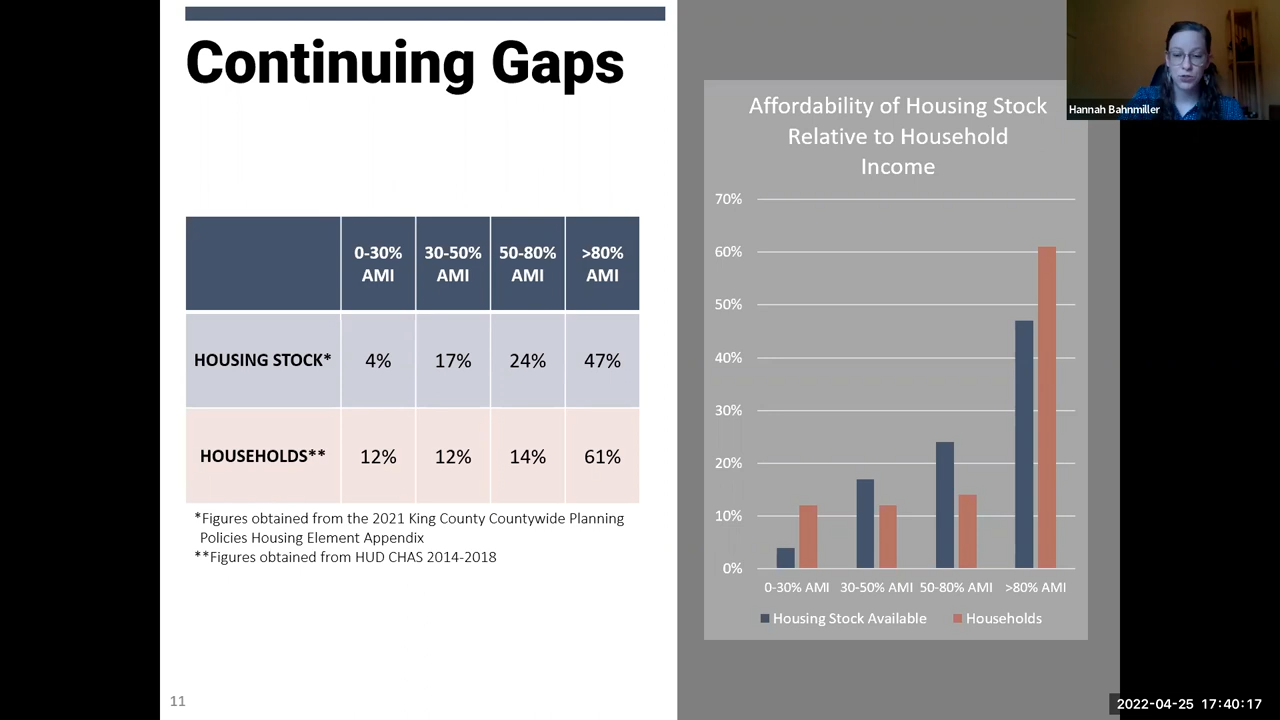 Continuing Gaps
0-30% AMI
30-50% AMI
50-80% AMI
>80% AMI
HOUSING STOCK* 4% 17% 24% 47%
HOUSEHOLDS** 12% 12% 14% 61%
*Figures obtained from the 2021 King County Countywide Planning
Policies Housing Element Appendix
**Figures obtained from HUD CHAS 2014-2018
11
Affordability of Housing Stock
Relative to Household
Income
70%
60%
50%
40%
30%
20%
10%
0%
0-30% AMI 30-50% AMI 50-80% AMI >80% AMI
Housing Stock Available Households
Hannah Bahnmiller
2022-04-25 17:40:17